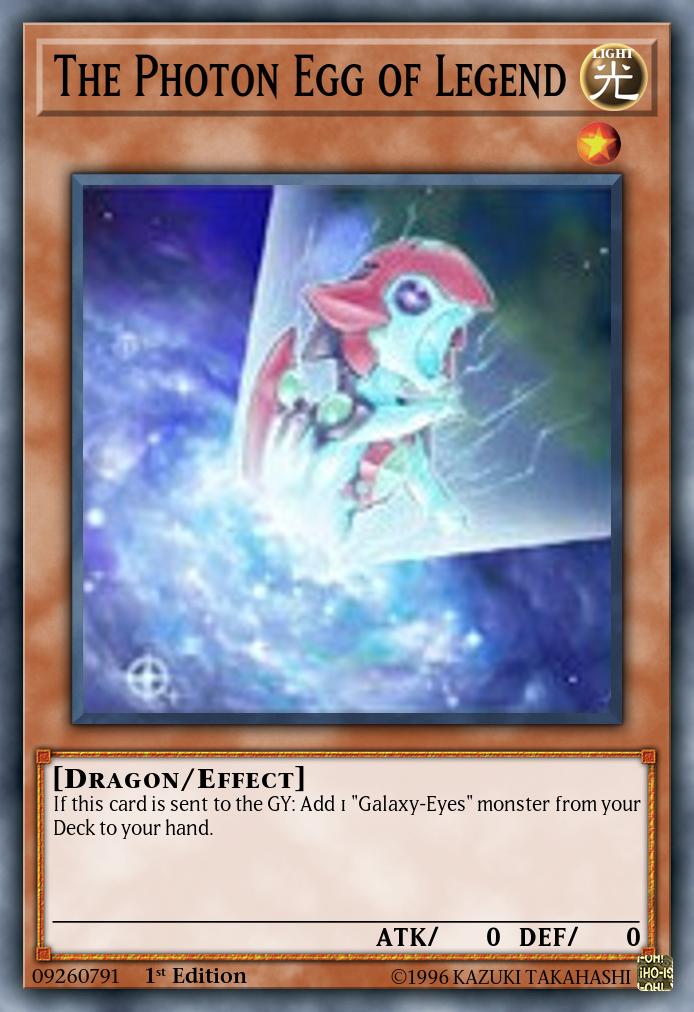 The Photon Egg of Legend
LIGHT
光
[Dragon/Effect]
If this card is sent to the GY: Add 1 "Galaxy-Eyes" monster from your
Deck to your hand.
ATK/ 0 DEF/ 0
09260791 1st Edition ©1996 KAZUKI TAKAHASHI